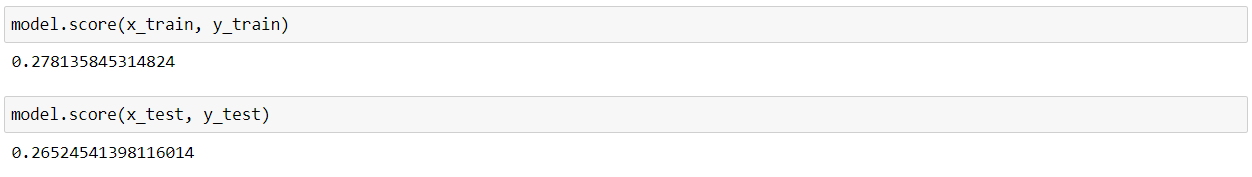 model.score(x_train, y_train)
0.278135845314824
model.score(x_test, y_test)
0.26524541398116014